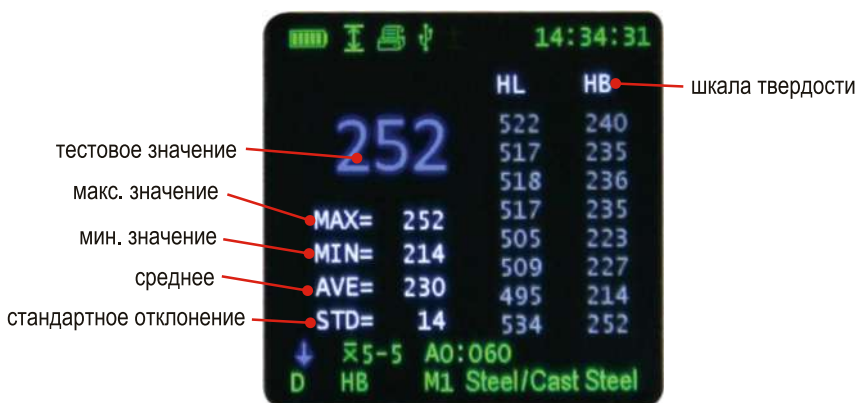 14:34:31
HL HB
шкала твердости
252
тестовое значение
522 240
517 235
518 236
517 235
505 223
509 227
495 214
534 252
макс. значение
MAX= 252
мин. значение
MIN= 214
среднее
AVE= 230
стандартное отклонение
STD= 14
x̅5-5 AO:060
D HB M1 Steel/Cast Steel